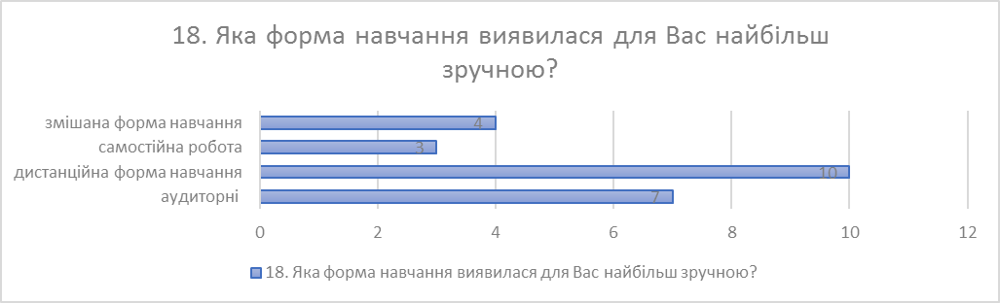 18. Яка форма навчання виявилася для Вас найбільш
зручною?
змішана форма навчання
4
самостійна робота
3
дистанційна форма навчання
10
аудиторні
7
0 2 4 6 8 10 12
18. Яка форма навчання виявилася для Вас найбільш зручною?